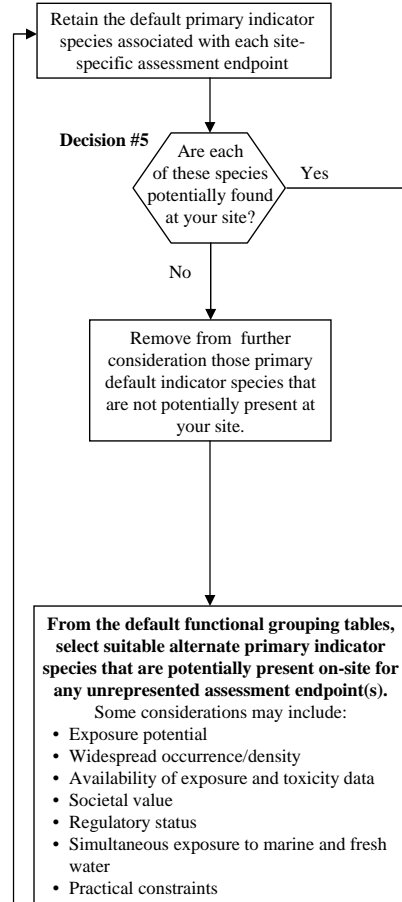 Retain the default primary indicator
species associated with each site-
specific assessment endpoint
Decision #5
Are each
of these species
potentially found
at your site?
Yes
No
Remove from further
consideration those primary
default indicator species that
are not potentially present at
your site.
From the default functional grouping tables,
select suitable alternate primary indicator
species that are potentially present on-site for
any unrepresented assessment endpoint(s).
Some considerations may include:
• Exposure potential
• Widespread occurrence/density
• Availability of exposure and toxicity data
• Societal value
• Regulatory status
• Simultaneous exposure to marine and fresh
water
• Practical constraints